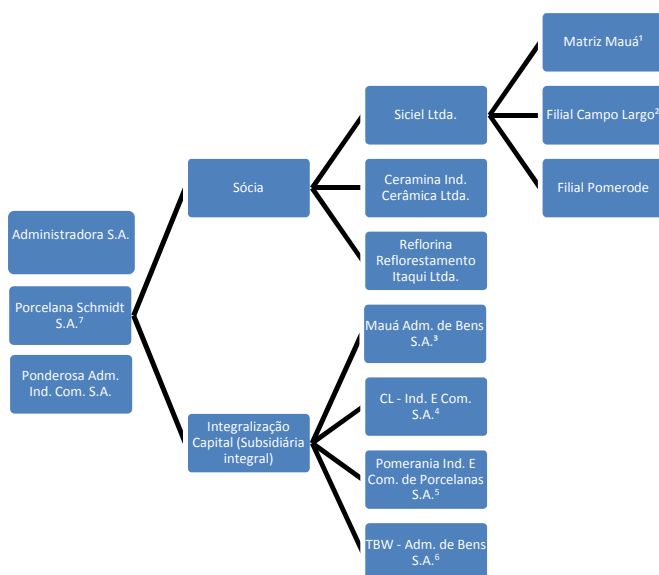 Administradora S.A.
Porcelana Schmidt
S.A.⁷
Ponderosa Adm.
Ind. Com. S.A.
Sócia
Integralização
Capital (Subsidiária
integral)
Siciel Ltda.
Ceramina Ind.
Cerâmica Ltda.
Reflorina
Reflorestamento
Itaqui Ltda.
Mauá Adm. de Bens
S.A.³
CL - Ind. E Com.
S.A.⁴
Pomerania Ind. E
Com. de Porcelanas
S.A.⁵
TBW - Adm. de Bens
S.A.⁶
Matriz Mauá¹
Filial Campo Largo²
Filial Pomerode